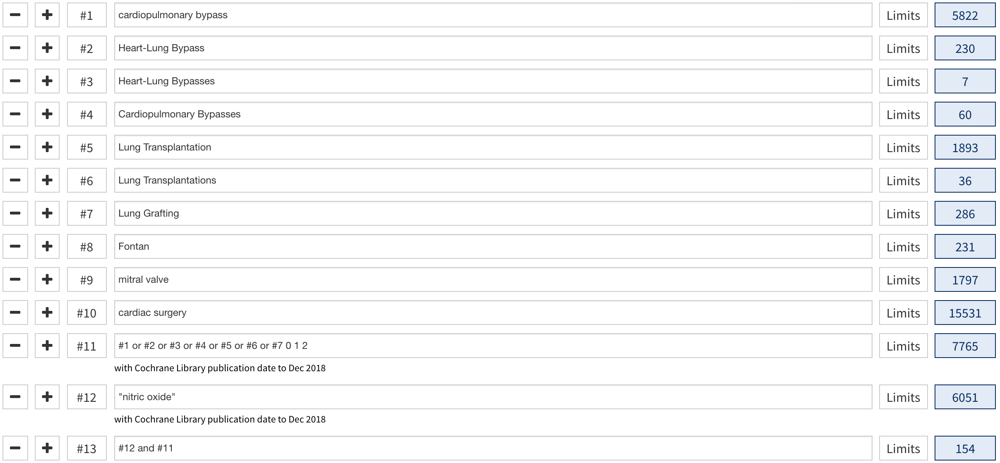 #1 cardiopulmonary bypass Limits 5822
#2 Heart-Lung Bypass Limits 230
#3 Heart-Lung Bypasses Limits 7
#4 Cardiopulmonary Bypasses Limits 60
#5 Lung Transplantation Limits 1893
#6 Lung Transplantations Limits 36
#7 Lung Grafting Limits 286
#8 Fontan Limits 231
#9 mitral valve Limits 1797
#10 cardiac surgery Limits 15531
#11 #1 or #2 or #3 or #4 or #5 or #6 or #7 0 1 2 Limits 7765
with Cochrane Library publication date to Dec 2018
#12 "nitric oxide" Limits 6051
with Cochrane Library publication date to Dec 2018
#13 #12 and #11 Limits 154